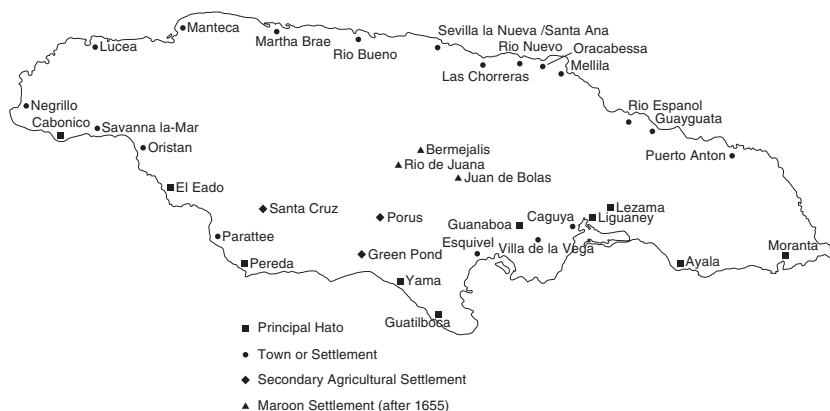 Manteca
Martha Brae
Sevilla la Nueva /Santa Ana
Rio Nuevo
Oracabessa
Lucea
Rio Bueno
Las Chorreras
Mellila
Negrillo
Cabonico
Savanna la-Mar
Oristan
Rio Espanol
Guayguata
Puerto Anton
Bermejalis
Rio de Juana
Juan de Bolas
El Eado
Santa Cruz
Porus
Guanaboa
Caguya
Lezama
Liguaney
Parattee
Pereda
Green Pond
Esquivel
Villa de la Vega
Ayala
Moranta
Yama
Guatilboca
Principal Hato
Town or Settlement
Secondary Agricultural Settlement
Maroon Settlement (after 1655)